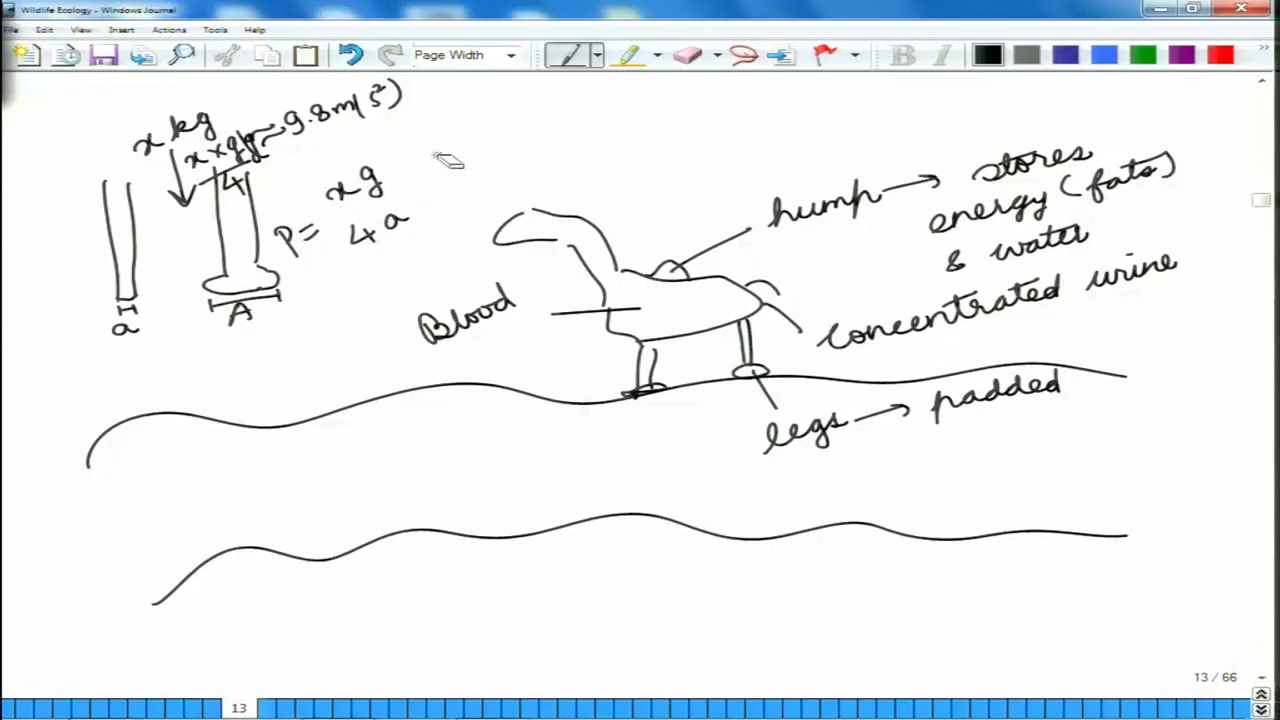 Wildlife Ecology - Windows Journal
File Edit View Insert Actions Tools Help
Page Width
B I
x kg
x × g/4
g = 9.8 m/s²)
P = xg
4a
a
A
Blood
hump → stores
energy (fats)
& water
concentrated urine
legs → padded
13 / 66
13